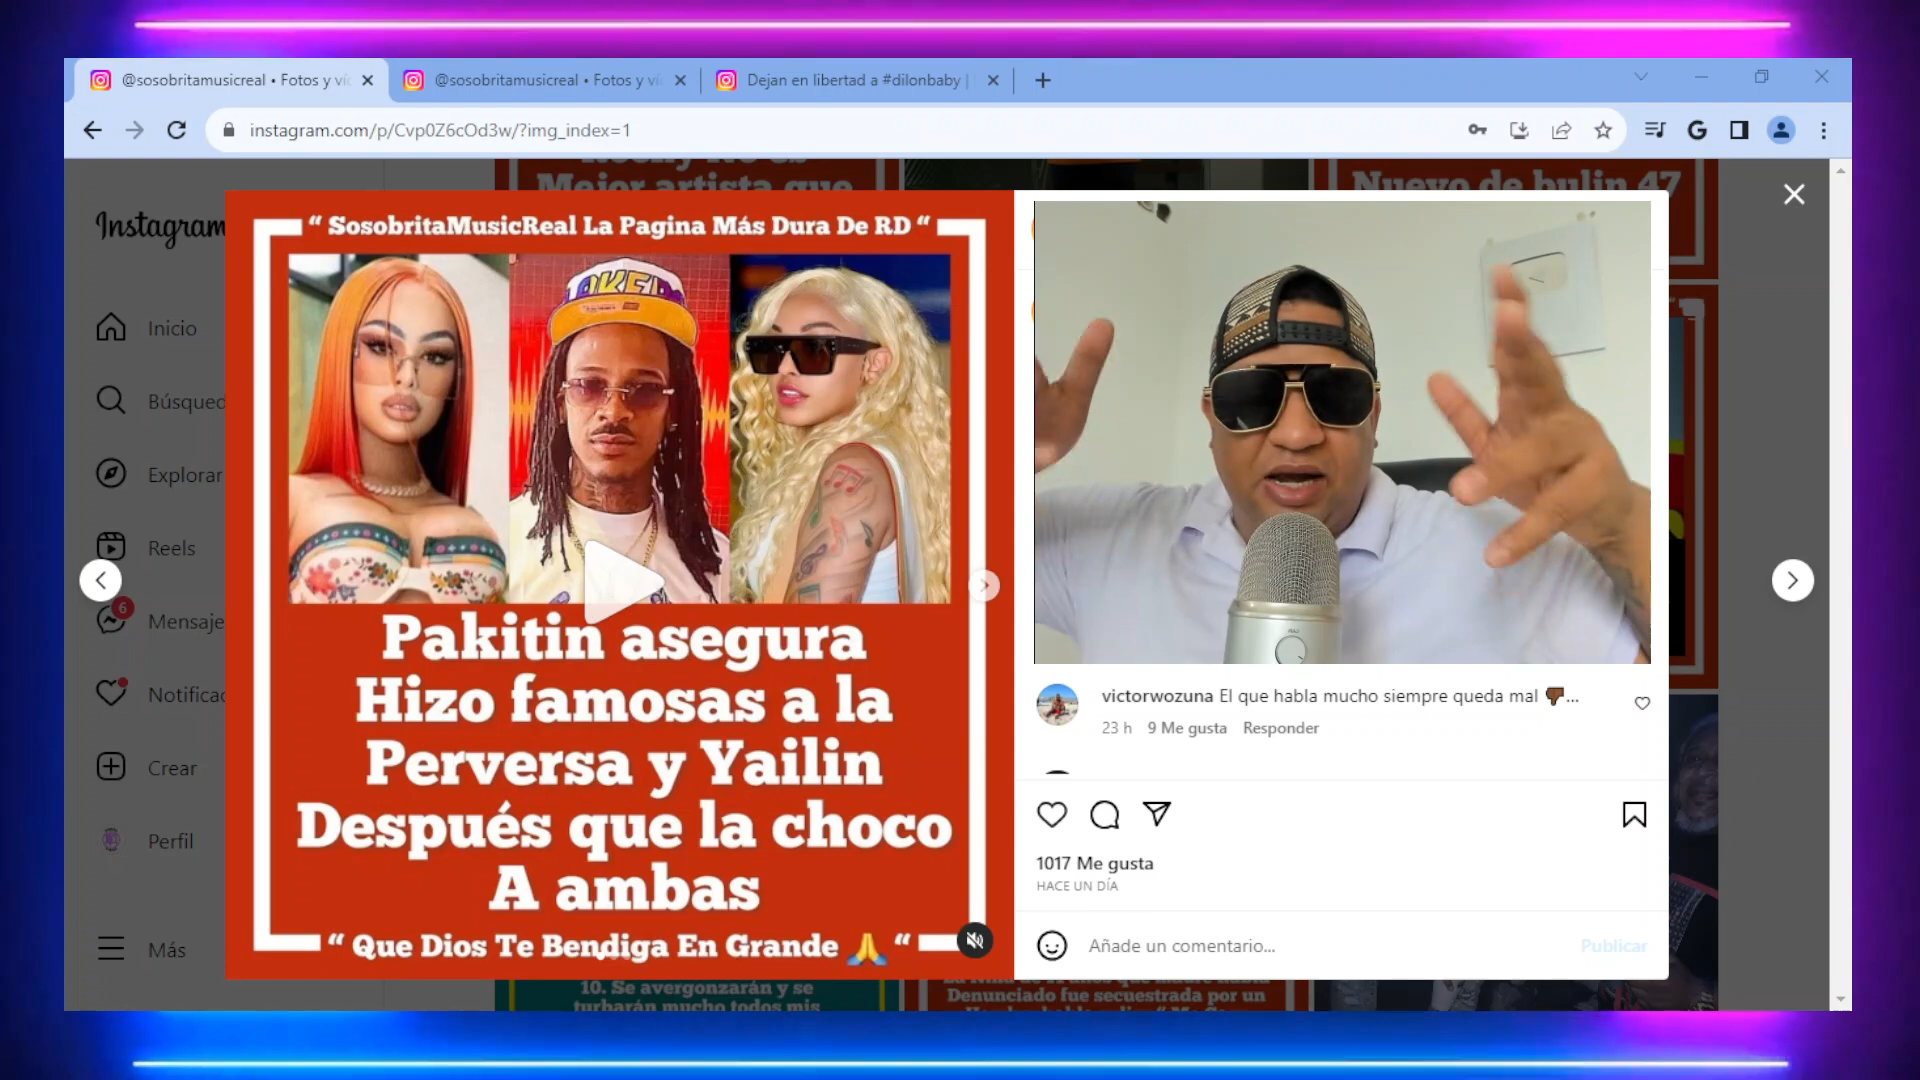 @sosobritamusicreal • Fotos y víc
@sosobritamusicreal • Fotos y ví
Dejan en libertad a #dilonbaby |
instagram.com/p/Cvp0Z6cOd3w/?img_index=1
Mejor artista que
Nuevo de bulin 47
Instagram
Inicio
Búsqued
Explorar
Reels
6
Mensaje
Notificac
Crear
Perfil
Más
“ SosobritaMusicReal La Pagina Más Dura De RD “
Pakitin asegura
Hizo famosas a la
Perversa y Yailin
Después que la choco
A ambas
“ Que Dios Te Bendiga En Grande 🙏 “
victorwozuna El que habla mucho siempre queda mal 👎🏿...
23 h 9 Me gusta Responder
1017 Me gusta
HACE UN DÍA
Añade un comentario...
Publicar
10. Se avergonzarán y se
turbarán mucho todos mis
Denunciado fue secuestrada por un